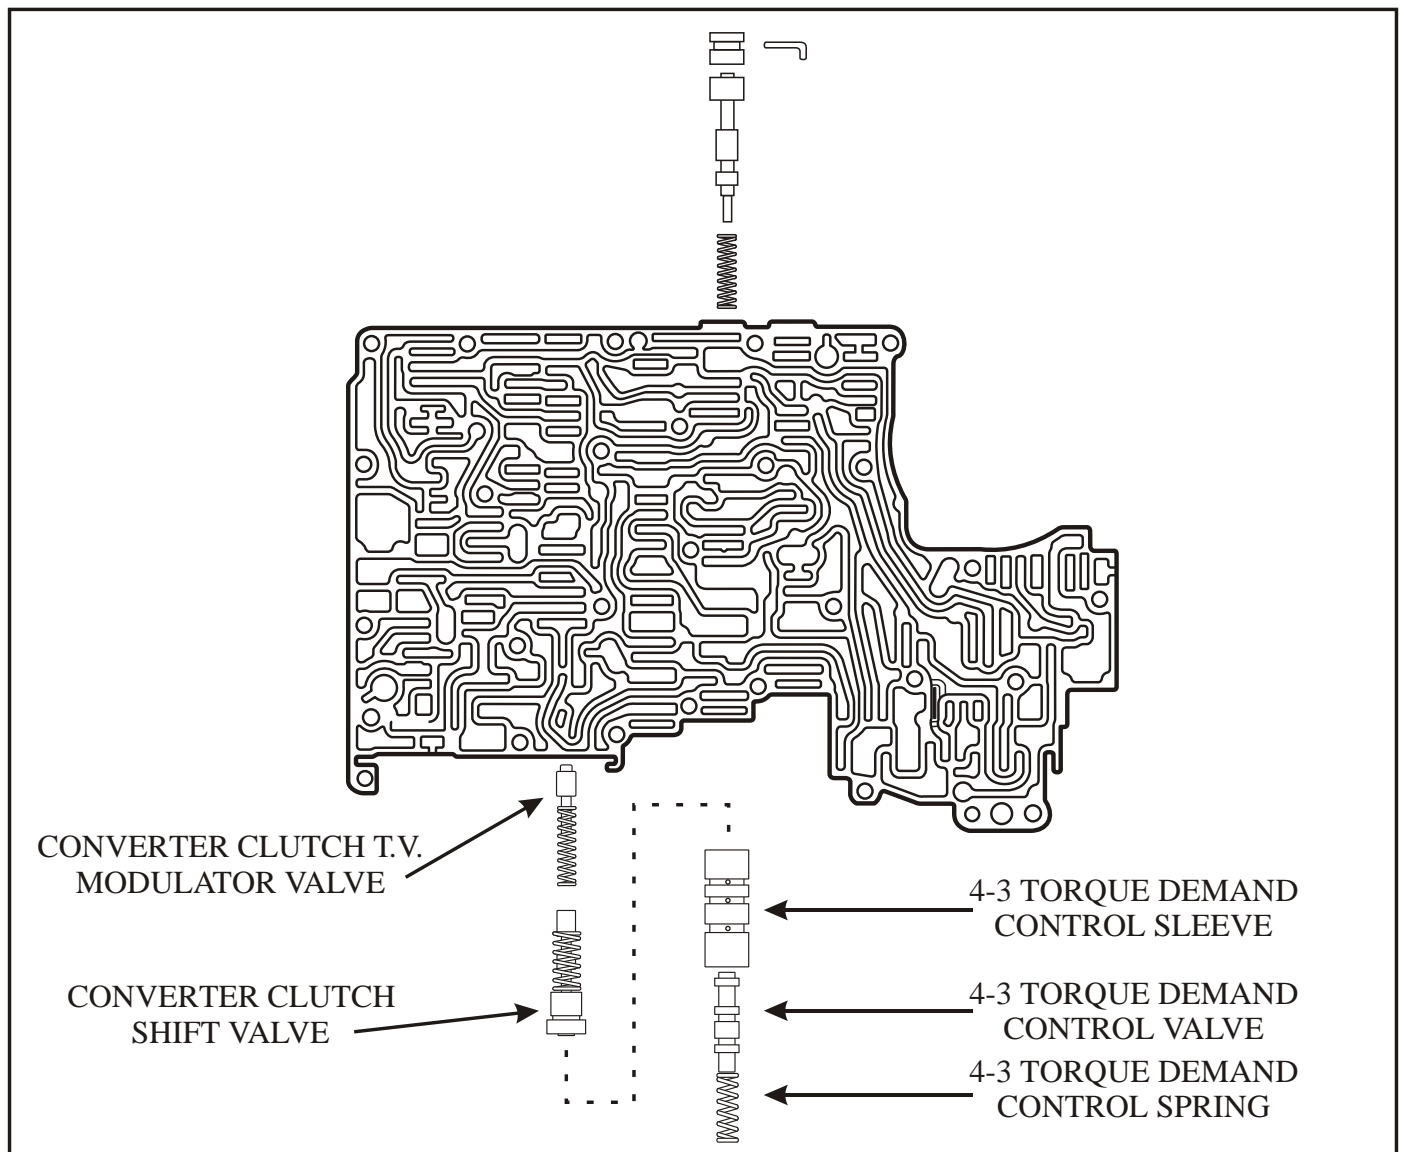 CONVERTER CLUTCH T.V.
MODULATOR VALVE
CONVERTER CLUTCH
SHIFT VALVE
4-3 TORQUE DEMAND
CONTROL SLEEVE
4-3 TORQUE DEMAND
CONTROL VALVE
4-3 TORQUE DEMAND
CONTROL SPRING